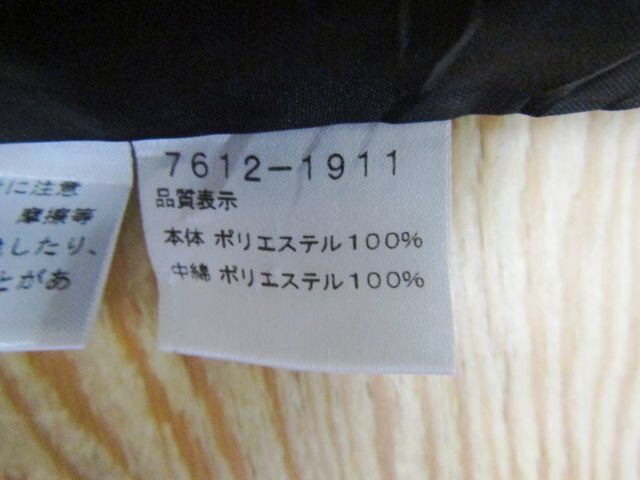 に注意
摩擦等
したり、
とがあ
7612-1911
品質表示
本体 ポリエステル100%
中綿 ポリエステル100%